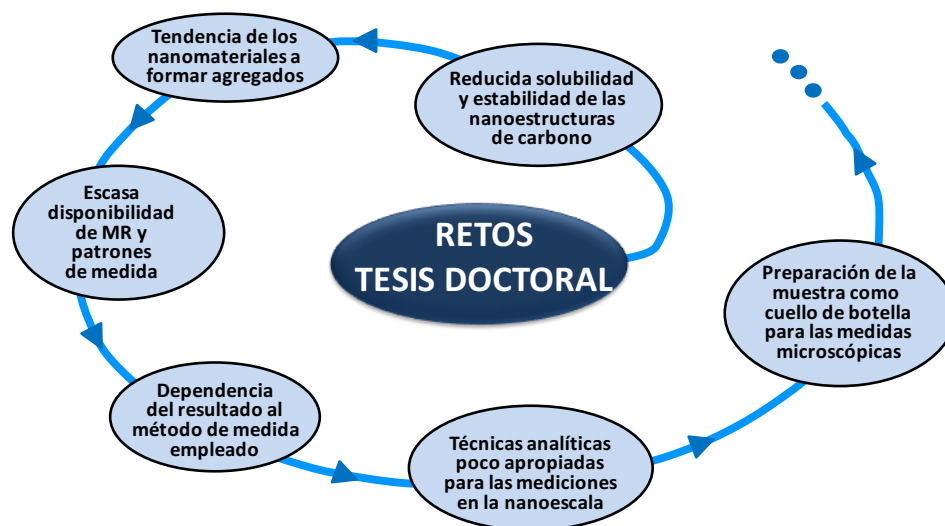 RETOS
TESIS DOCTORAL
Reducida solubilidad
y estabilidad de las
nanoestructuras
de carbono
Tendencia de los
nanomateriales a
formar agregados
Escasa
disponibilidad
de MR y
patrones
de medida
Dependencia
del resultado al
método de medida
empleado
Técnicas analíticas
poco apropiadas
para las mediciones
en la nanoescala
Preparación de la
muestra como
cuello de botella
para las medidas
microscópicas